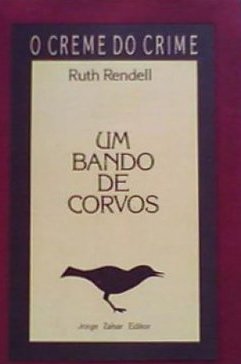 O CREME DO CRIME
Ruth Rendell
UM
BANDO
DE
CORVOS
Jorge Zahar Editor